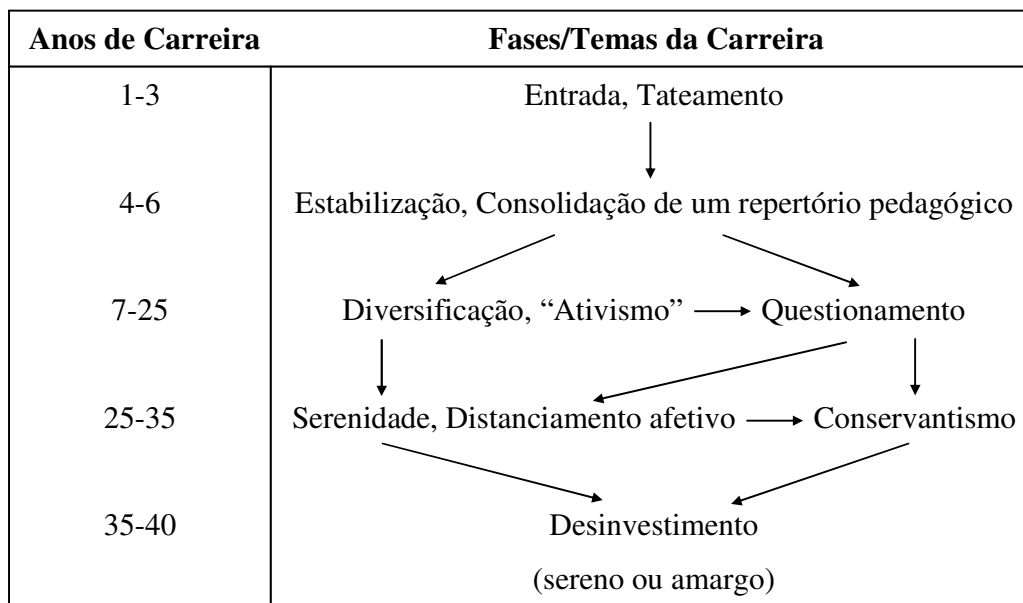 Anos de Carreira Fases/Temas da Carreira
1-3 Entrada, Tateamento
4-6 Estabilização, Consolidação de um repertório pedagógico
7-25 Diversificação, “Ativismo” Questionamento
25-35 Serenidade, Distanciamento afetivo Conservantismo
35-40 Desinvestimento
(sereno ou amargo)